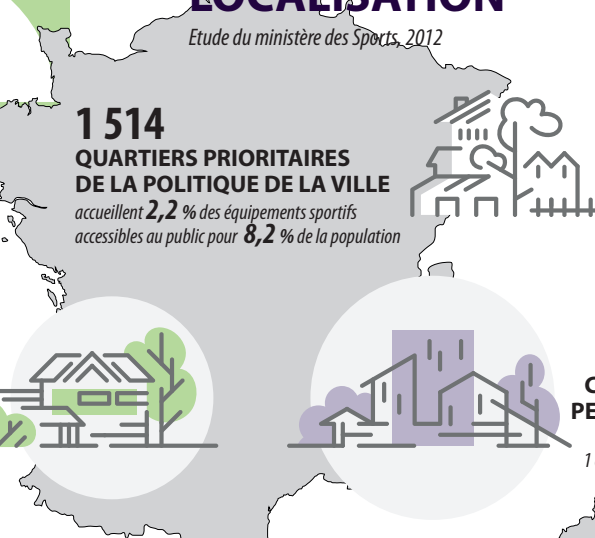 LOCALISATION
Etude du ministère des Sports, 2012
1 514
QUARTIERS PRIORITAIRES
DE LA POLITIQUE DE LA VILLE
accueillent 2,2 % des équipements sportifs
accessibles au public pour 8,2 % de la population